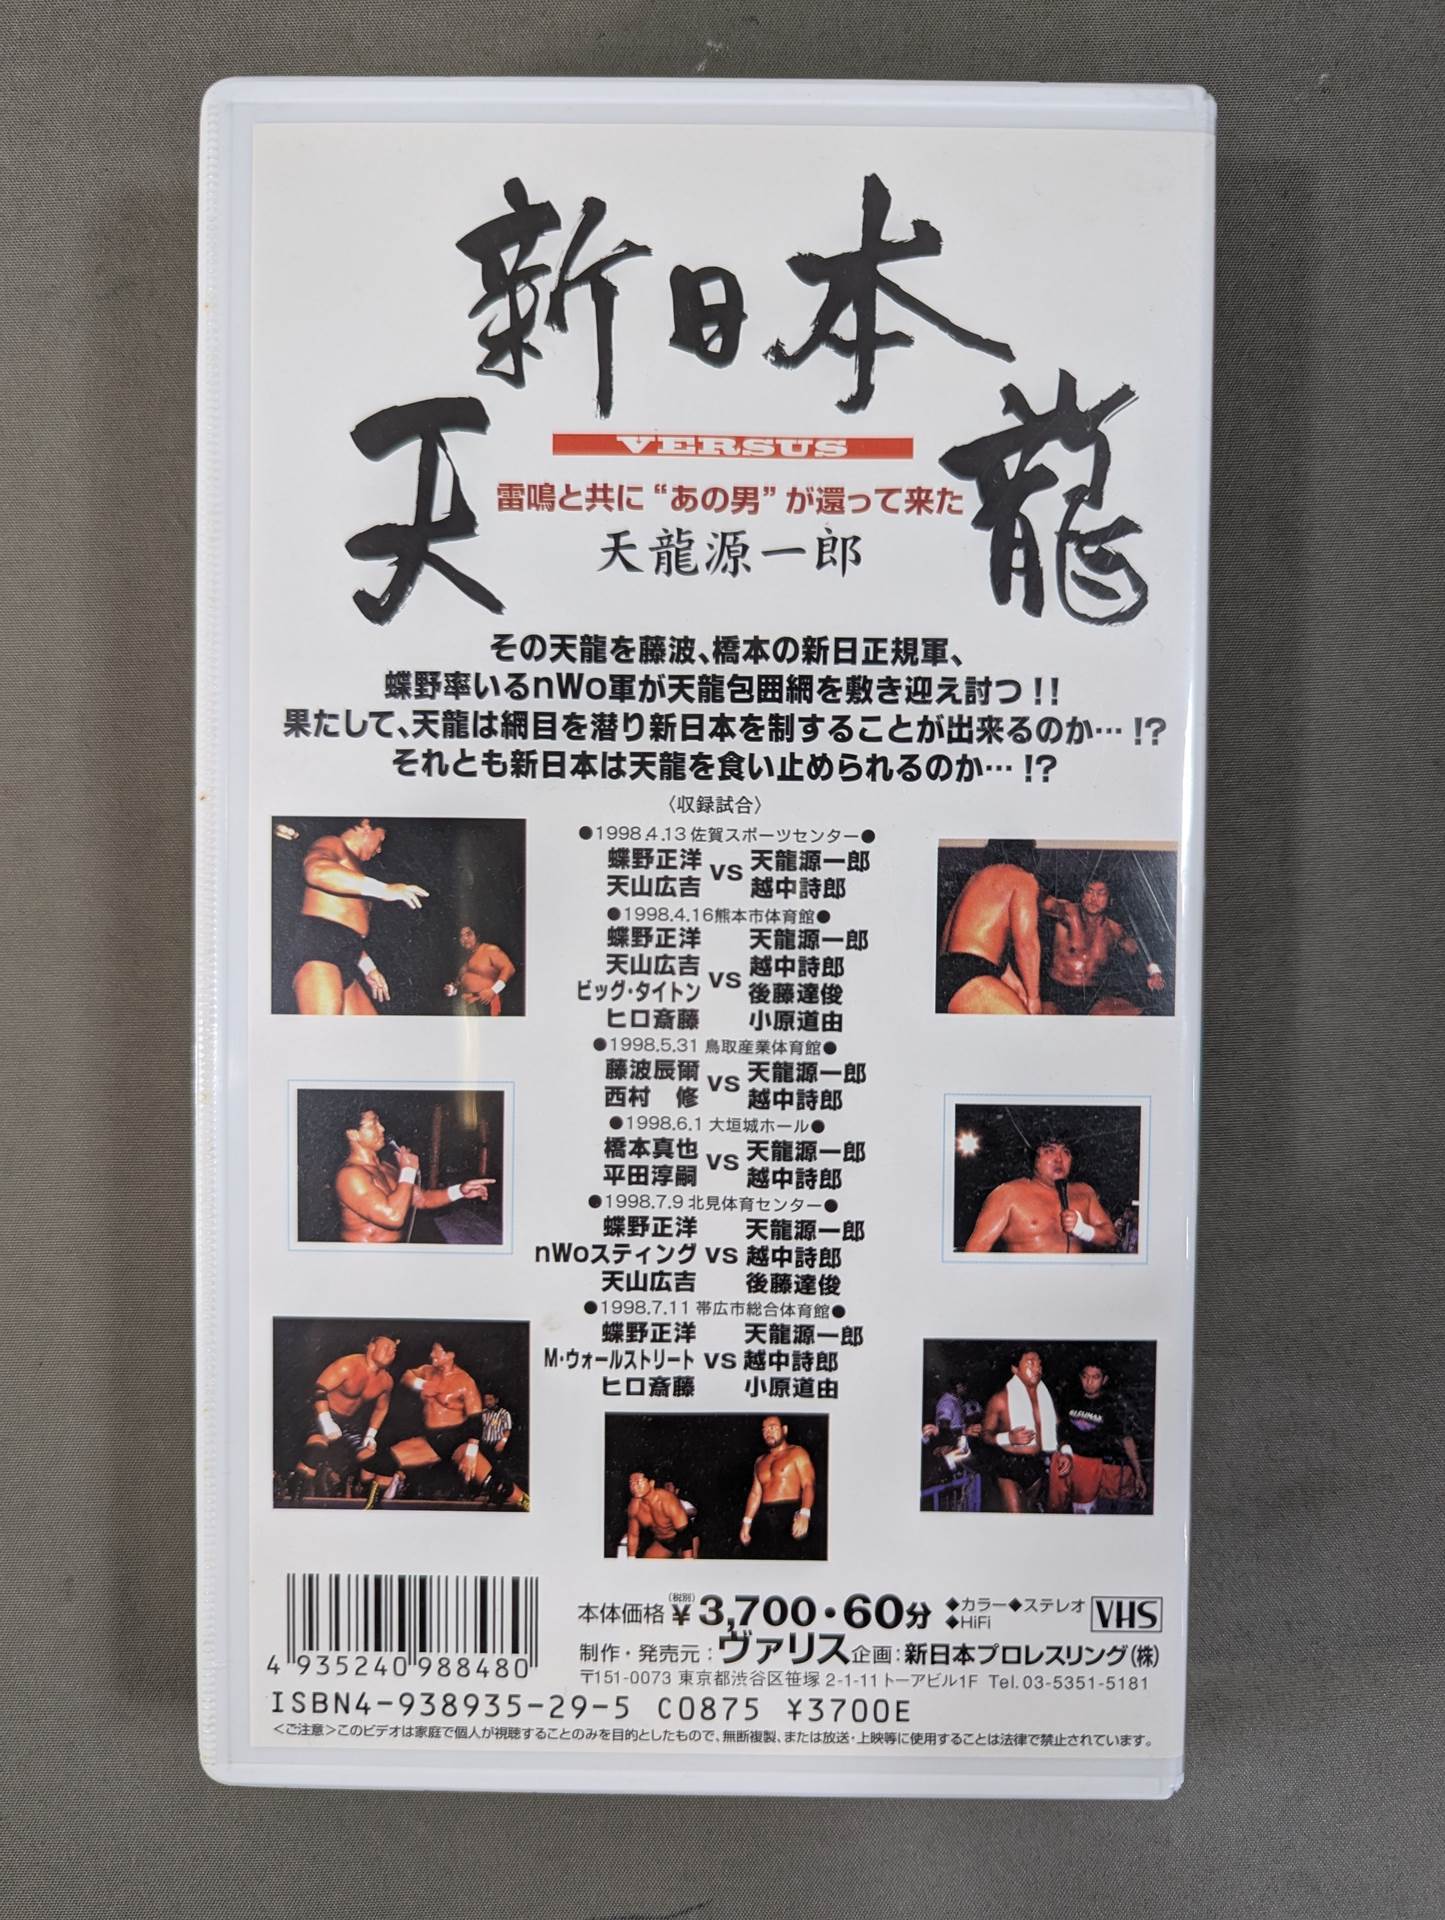 新日本
VERSUS
天龍
雷鳴と共に“あの男”が還って来た
天龍源一郎
その天龍を藤波、橋本の新日正規軍、
蝶野率いるnWo軍が天龍包囲網を敷き迎え討つ!!
果たして、天龍は網目を潜り新日本を制することが出来るのか…!?
それとも新日本は天龍を食い止められるのか…!?
〈収録試合〉
●1998.4.13 佐賀スポーツセンター●
蝶野正洋 天龍源一郎
vs
天山広吉 越中詩郎
●1998.4.16熊本市体育館●
蝶野正洋 天龍源一郎
天山広吉 越中詩郎
vs
ビッグ・タイトン 後藤達俊
ヒロ斎藤 小原道由
●1998.5.31 鳥取産業体育館●
藤波辰爾 天龍源一郎
vs
西村 修 越中詩郎
●1998.6.1 大垣城ホール●
橋本真也 天龍源一郎
vs
平田淳嗣 越中詩郎
●1998.7.9 北見体育センター●
蝶野正洋 天龍源一郎
nWoスティング vs 越中詩郎
天山広吉 後藤達俊
●1998.7.11 帯広市総合体育館●
蝶野正洋 天龍源一郎
M・ウォールストリート vs 越中詩郎
ヒロ斎藤 小原道由
本体価格(税別)¥3,700・60分 ◆カラー◆ステレオ
◆HiFi
VHS
制作・発売元:ヴァリス企画:新日本プロレスリング(株)
〒151-0073 東京都渋谷区笹塚 2-1-11 トーアビル1F Tel.03-5351-5181
4 935240 988480
ISBN4-938935-29-5 C0875 ¥3700E
<ご注意>このビデオは家庭で個人が視聴することのみを目的としたもので、無断複製、または放送・上映等に使用することは法律で禁止されています。